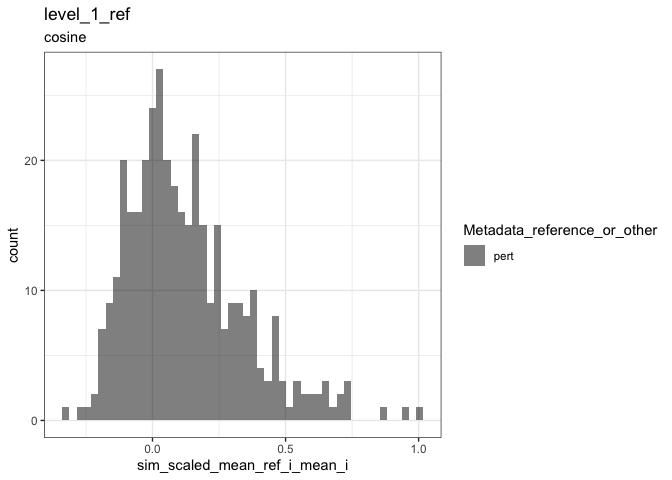 level_1_ref
cosine
20
10
0
count
0.0
0.5
1.0
sim_scaled_mean_ref_i_mean_i
Metadata_reference_or_other
pert